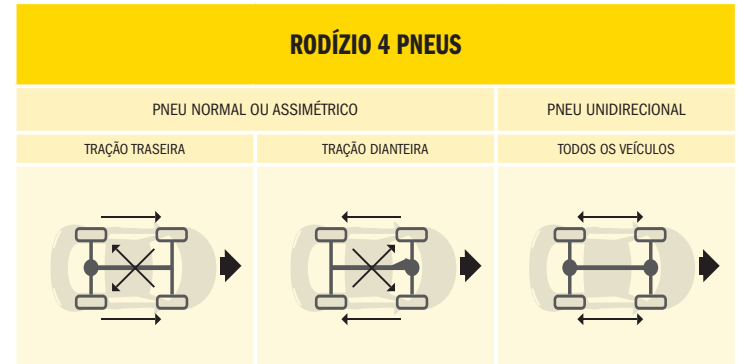 RODÍZIO 4 PNEUS
PNEU NORMAL OU ASSIMÉTRICO
PNEU UNIDIRECIONAL
TRAÇÃO TRASEIRA
TRAÇÃO DIANTEIRA
TODOS OS VEÍCULOS